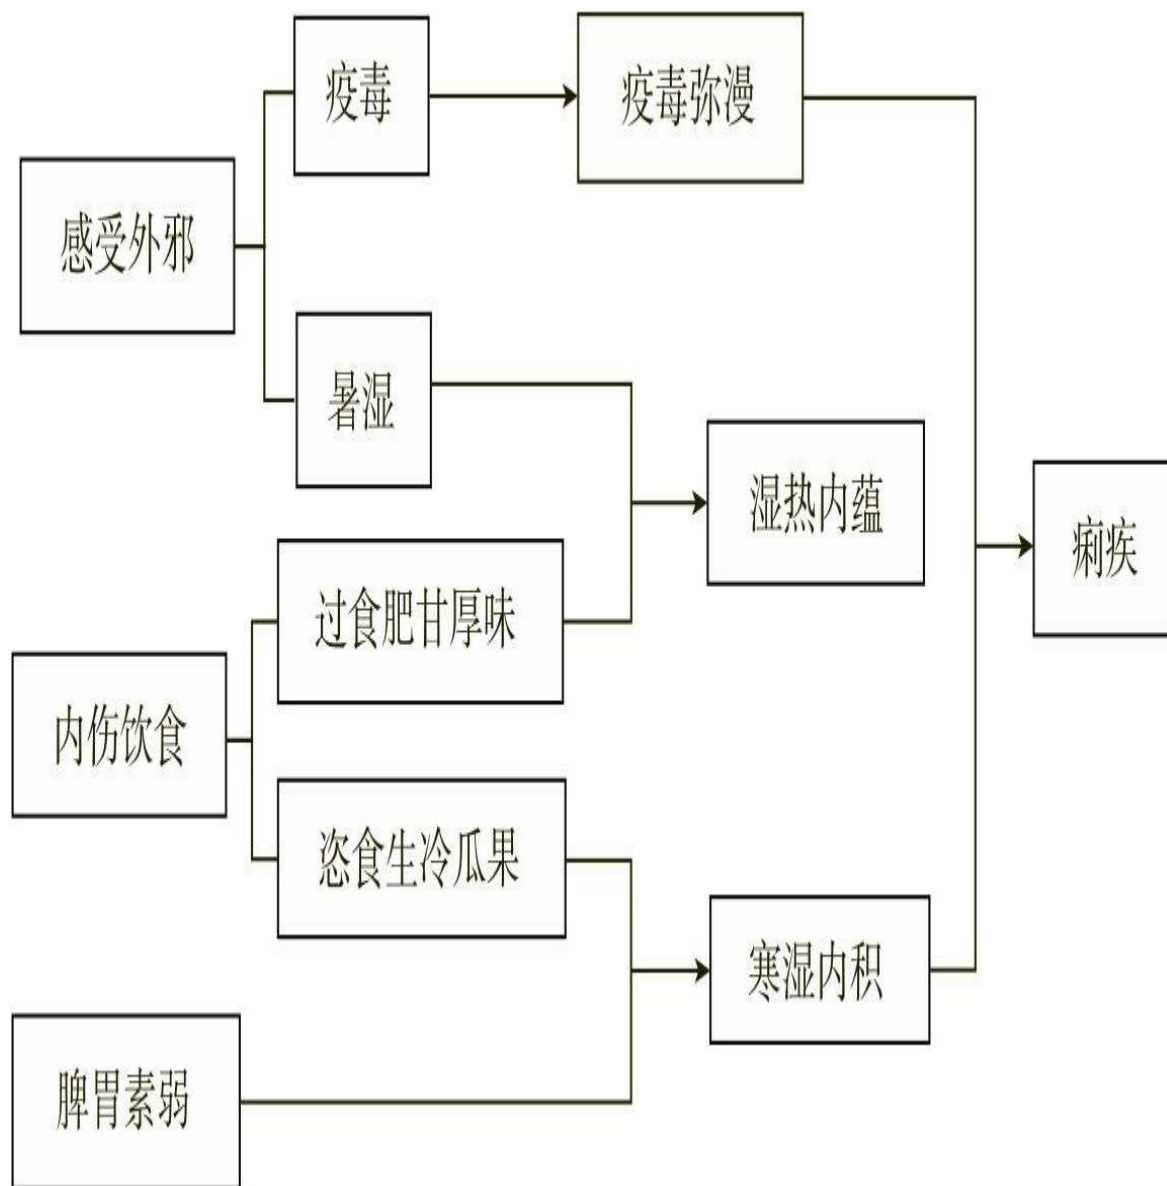 疫毒
疫毒弥漫
感受外邪
暑湿
湿热内蕴
痢疾
过食肥甘厚味
内伤饮食
恣食生冷瓜果
寒湿内积
脾胃素弱